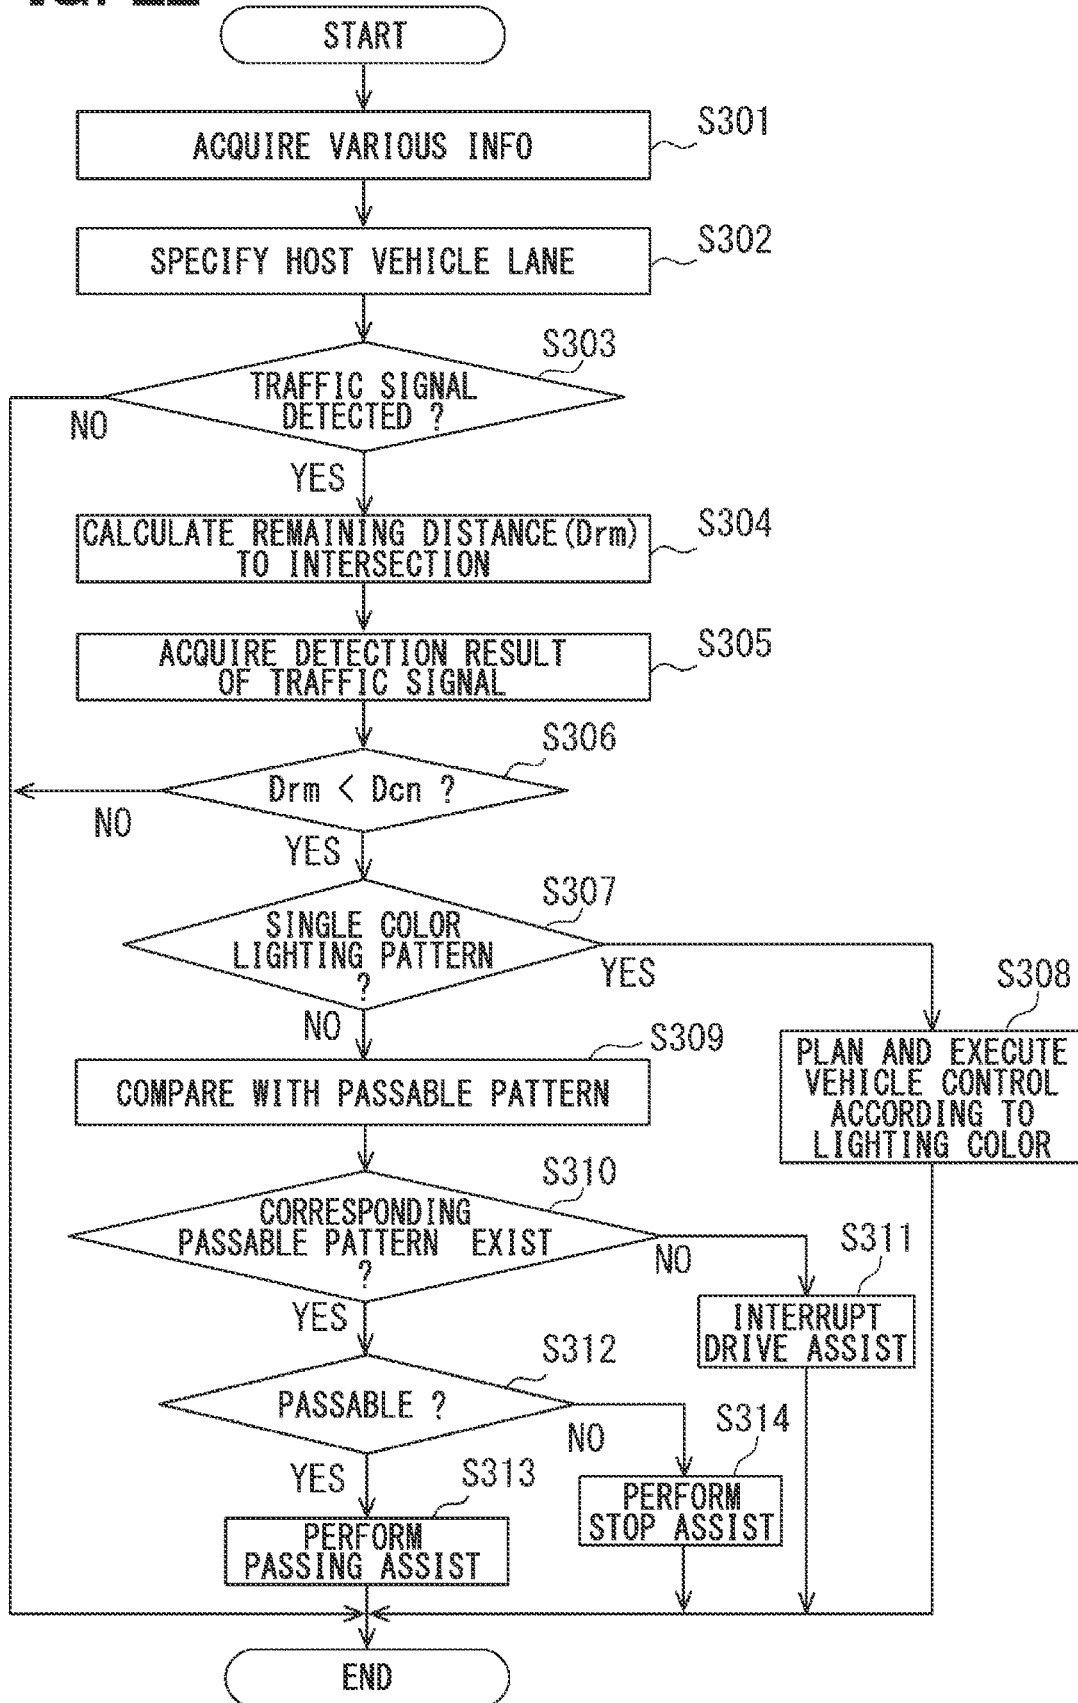 START
S301
ACQUIRE VARIOUS INFO
S302
SPECIFY HOST VEHICLE LANE
S303
TRAFFIC SIGNAL
DETECTED ?
NO
YES
S304
CALCULATE REMAINING DISTANCE(Drm)
TO INTERSECTION
S305
ACQUIRE DETECTION RESULT
OF TRAFFIC SIGNAL
S306
Drm < Dcn ?
NO
YES
S307
SINGLE COLOR
LIGHTING PATTERN
?
YES
NO
S308
PLAN AND EXECUTE
VEHICLE CONTROL
ACCORDING TO
LIGHTING COLOR
S309
COMPARE WITH PASSABLE PATTERN
S310
CORRESPONDING
PASSABLE PATTERN EXIST
?
NO
YES
S311
INTERRUPT
DRIVE ASSIST
S312
PASSABLE ?
NO
YES
S314
PERFORM
STOP ASSIST
S313
PERFORM
PASSING ASSIST
END